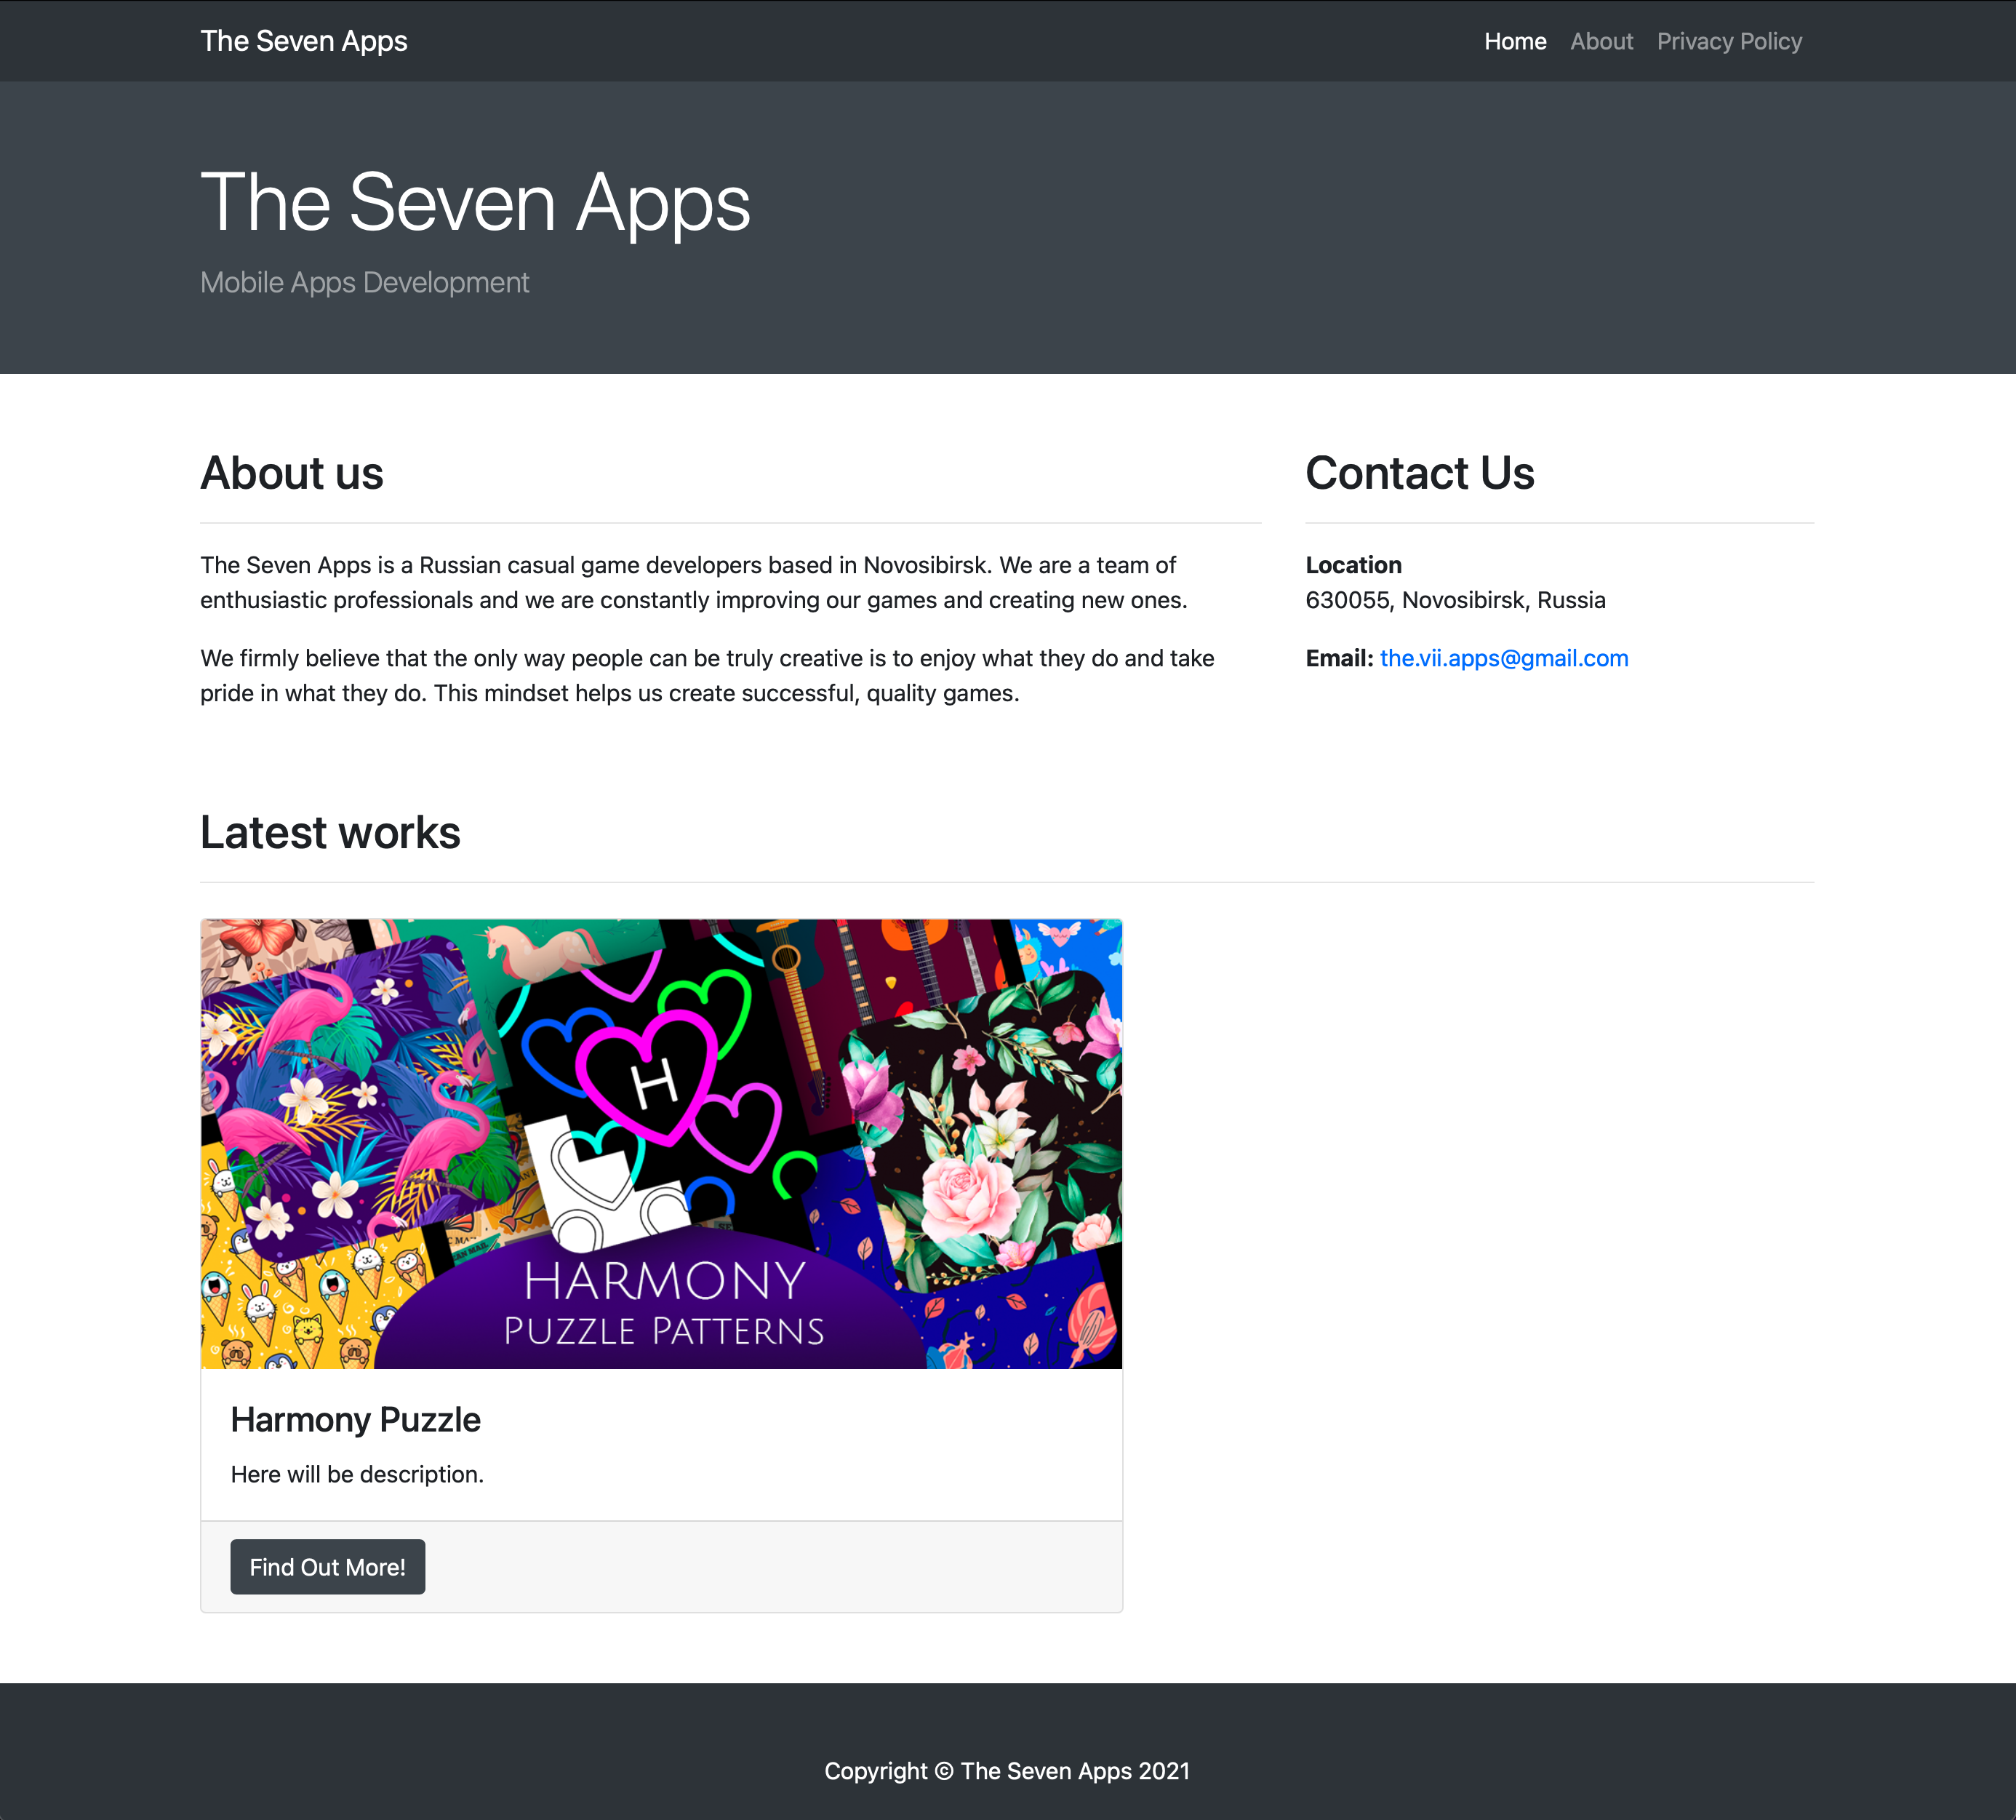 The Seven Apps
Home About Privacy Policy
The Seven Apps
Mobile Apps Development
About us
The Seven Apps is a Russian casual game developers based in Novosibirsk. We are a team of
enthusiastic professionals and we are constantly improving our games and creating new ones.
We firmly believe that the only way people can be truly creative is to enjoy what they do and take
pride in what they do. This mindset helps us create successful, quality games.
Contact Us
Location
630055, Novosibirsk, Russia
Email: the.vii.apps@gmail.com
Latest works
H
HARMONY
PUZZLE PATTERNS
Harmony Puzzle
Here will be description.
Find Out More!
Copyright © The Seven Apps 2021